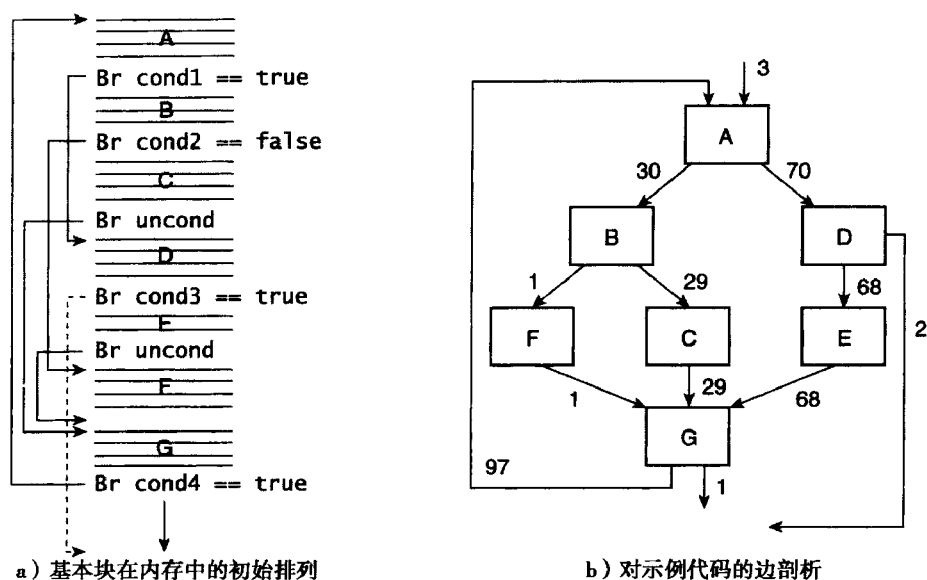 A
Br cond1 == true
B
Br cond2 == false
C
Br uncond
D
Br cond3 == true
E
Br uncond
F
G
Br cond4 == true
a）基本块在内存中的初始排列
3
A
30
70
B
D
1
29
68
2
F
C
E
1
29
68
G
97
1
b）对示例代码的边剖析